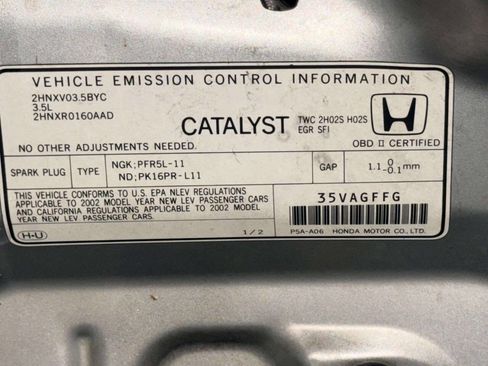 VEHICLE EMISSION CONTROL INFORMATION
2HNXV03.5BYC
3.5L
2HNXR0160AAD
CATALYST
TWC 2H02S H02S
EGR SFI
NO OTHER ADJUSTMENTS NEEDED.
OBD II CERTIFIED
SPARK PLUG TYPE NGK;PFR5L-11
ND;PK16PR-L11
GAP 1.1 0 -0.1 mm
THIS VEHICLE CONFORMS TO U.S. EPA NLEV REGULATIONS
APPLICABLE TO 2002 MODEL YEAR NEW LEV PASSENGER CARS
AND CALIFORNIA REGULATIONS APPLICABLE TO 2002 MODEL
YEAR NEW LEV PASSENGER CARS.
H-U
1/2
35VAGFFG
P5A-A06 HONDA MOTOR CO.,LTD.